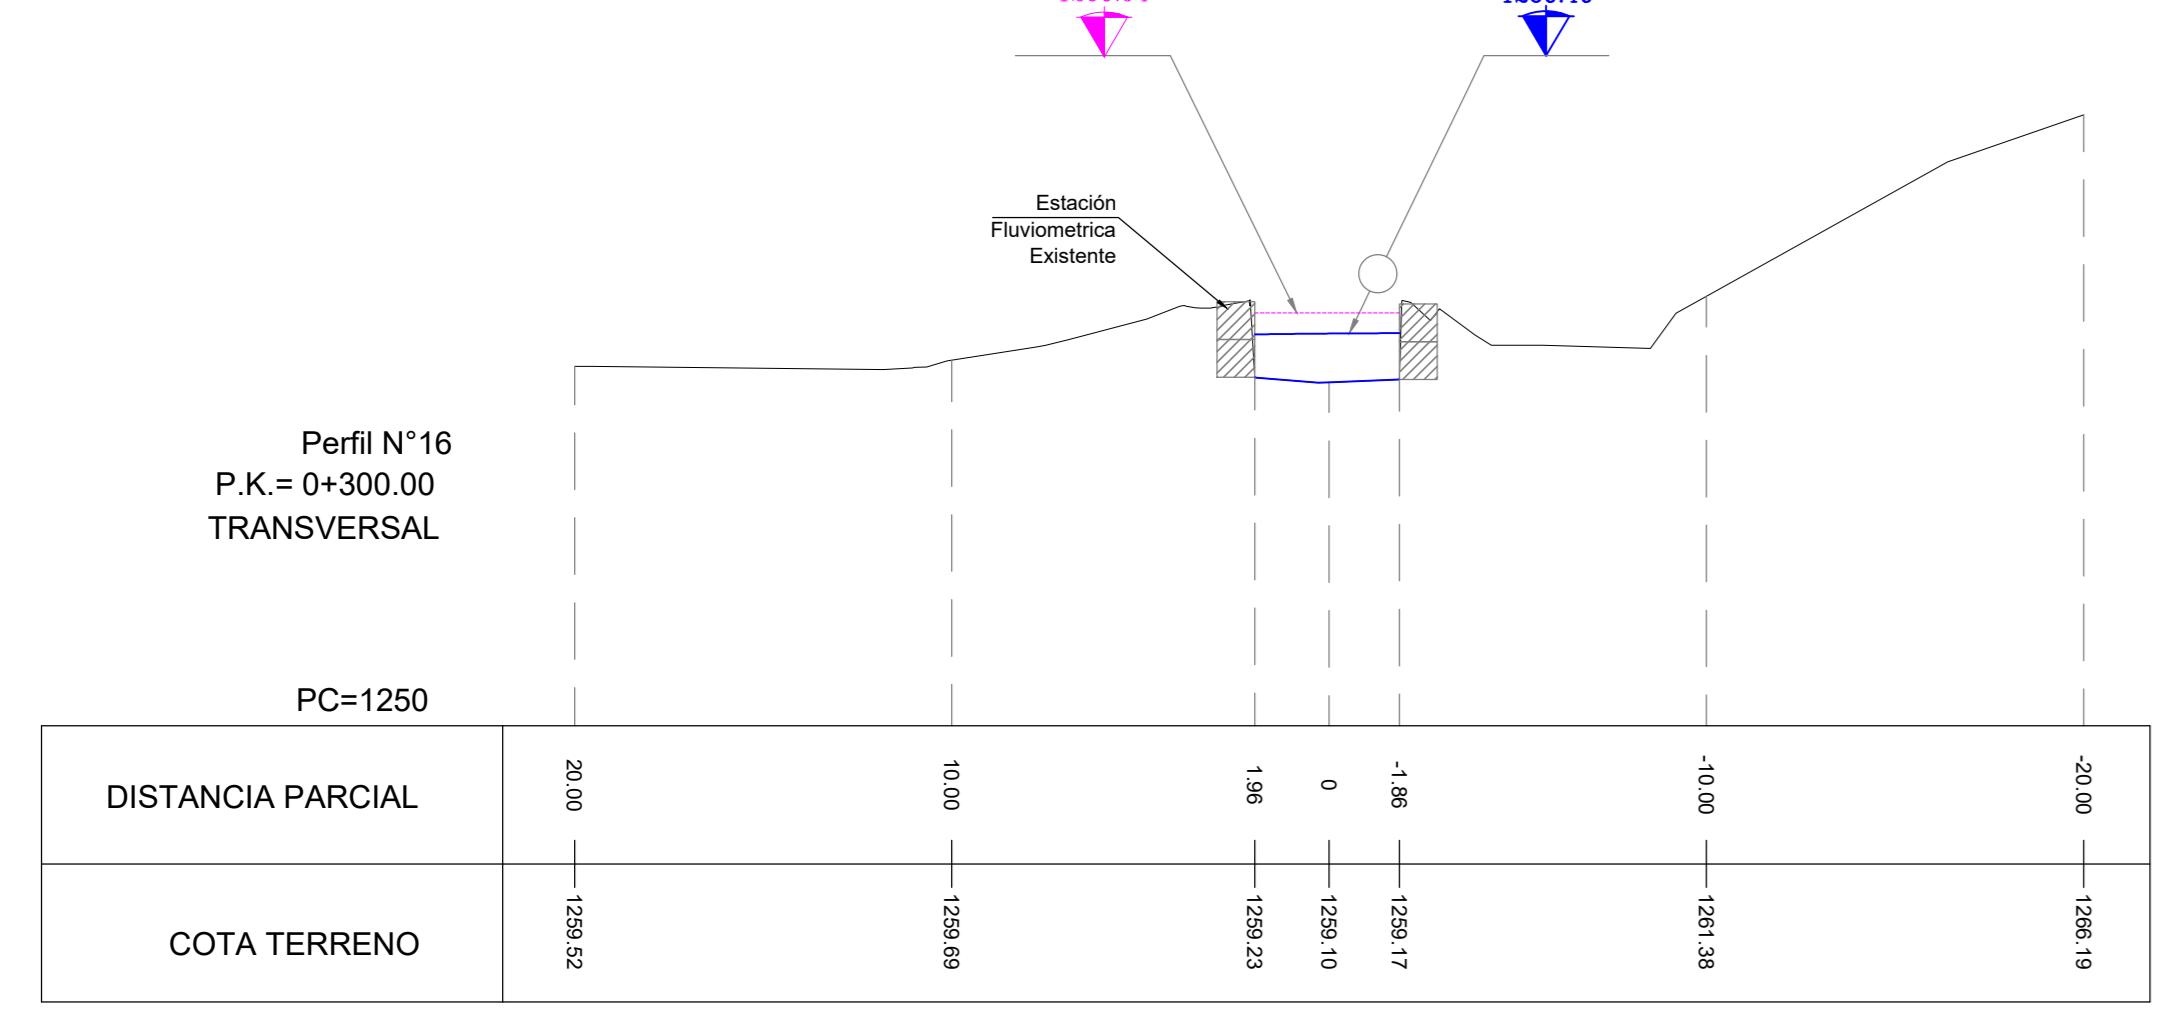 Estación
Fluviometrica
Existente
Perfil N°16
P.K.= 0+300.00
TRANSVERSAL
PC=1250
DISTANCIA PARCIAL
20.00
10.00
1.96
0
-1.86
-10.00
-20.00
COTA TERRENO
1259.52
1259.69
1259.23
1259.10
1259.17
1261.38
1266.19